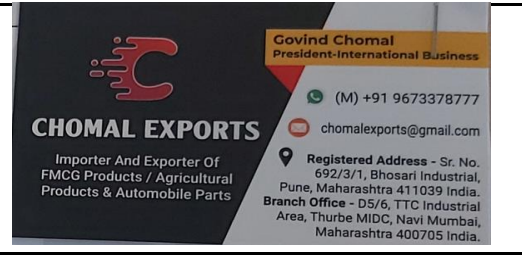 CHOMAL EXPORTS
Importer And Exporter Of
FMCG Products / Agricultural
Products & Automobile Parts
Govind Chomal
President-International Business
(M) +91 9673378777
chomalexports@gmail.com
Registered Address - Sr. No.
692/3/1, Bhosari Industrial,
Pune, Maharashtra 411039 India.
Branch Office - D5/6, TTC Industrial
Area, Thurbe MIDC, Navi Mumbai,
Maharashtra 400705 India.